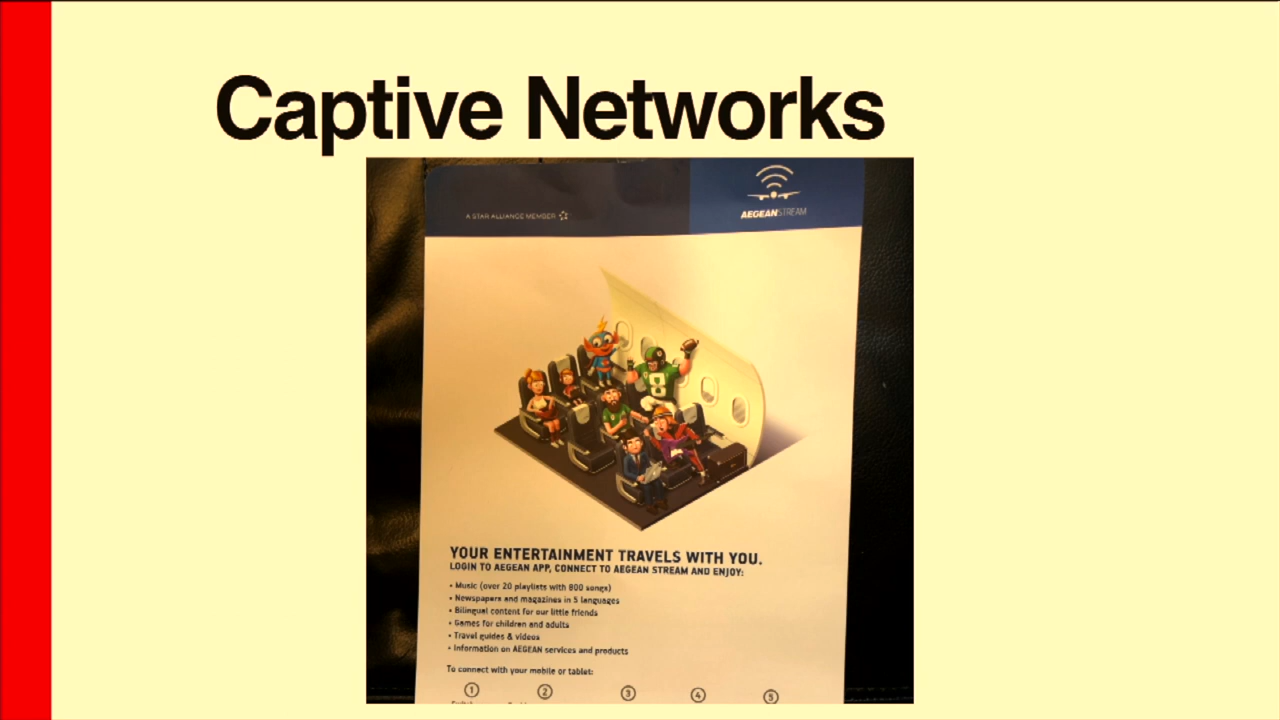 Captive Networks
A STAR ALLIANCE MEMBER
AEGEANSTREAM
8
YOUR ENTERTAINMENT TRAVELS WITH YOU.
LOGIN TO AEGEAN APP, CONNECT TO AEGEAN STREAM AND ENJOY:
• Music (over 20 playlists with 800 songs)
• Newspapers and magazines in 5 languages
• Bilingual content for our little friends
• Games for children and adults
• Travel guides & videos
• Information on AEGEAN services and products
To connect with your mobile or tablet:
1 2 3 4 5